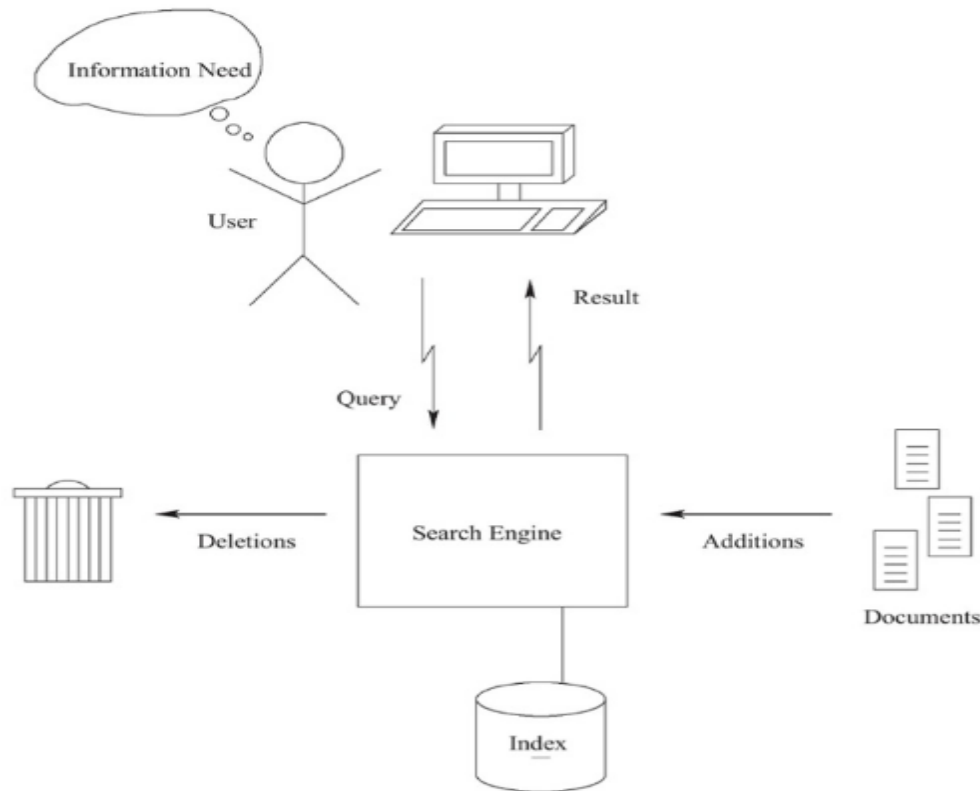 Information Need
User
Result
Query
Deletions
Search Engine
Additions
Documents
Index